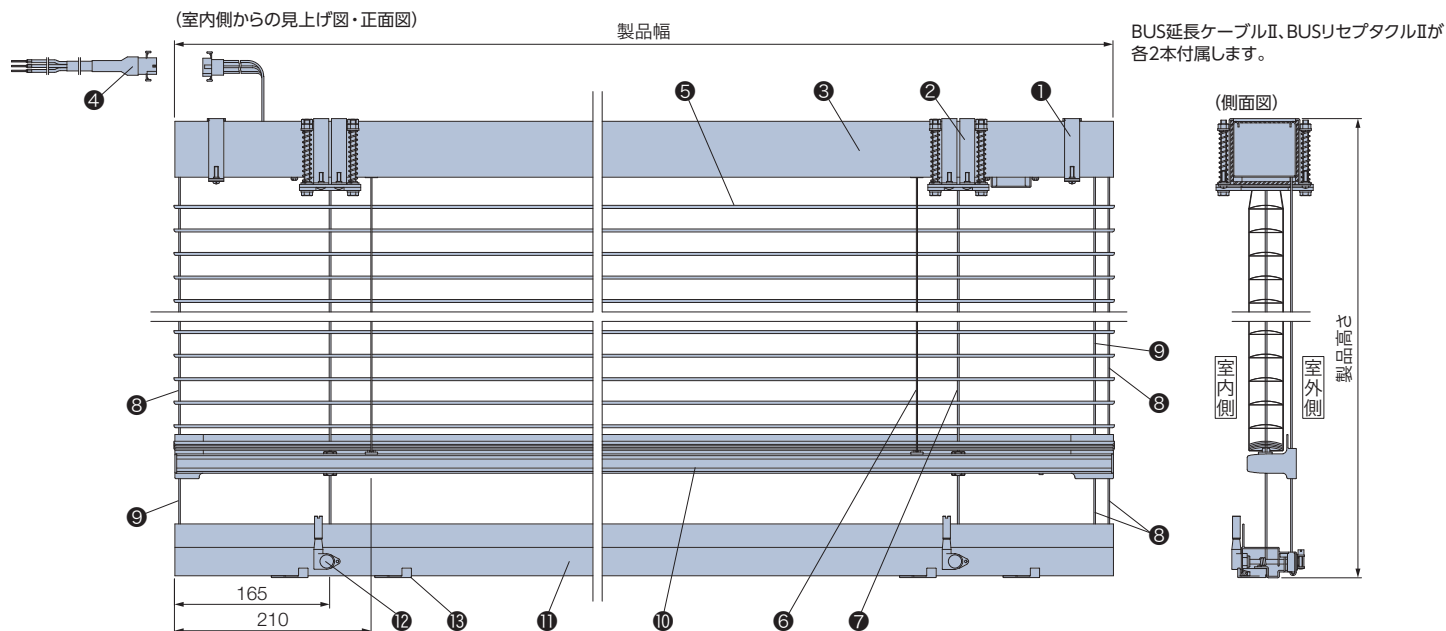 (室内側からの見上げ図・正面図)
製品幅
BUS延長ケーブルⅡ、BUSリセプタクルⅡが
各2本付属します。
❹
❺
❸
❷
❶
(側面図)
製品高さ
室内側
室外側
❾
❽
❽
❾
❽
165
210
⓬
⓭
⓫
❿
❻
❼